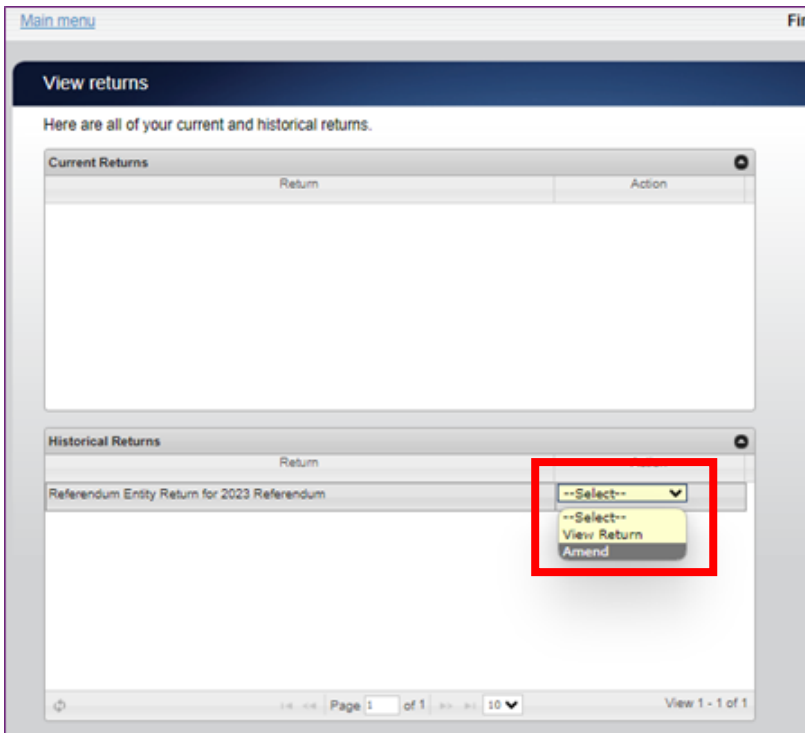 Main menu
View returns
Here are all of your current and historical returns.
Current Returns
Return Action
Historical Returns
Return Action
Referendum Entity Return for 2023 Referendum --Select--
--Select--
View Return
Amend
Page 1 of 1 10 View 1 - 1 of 1